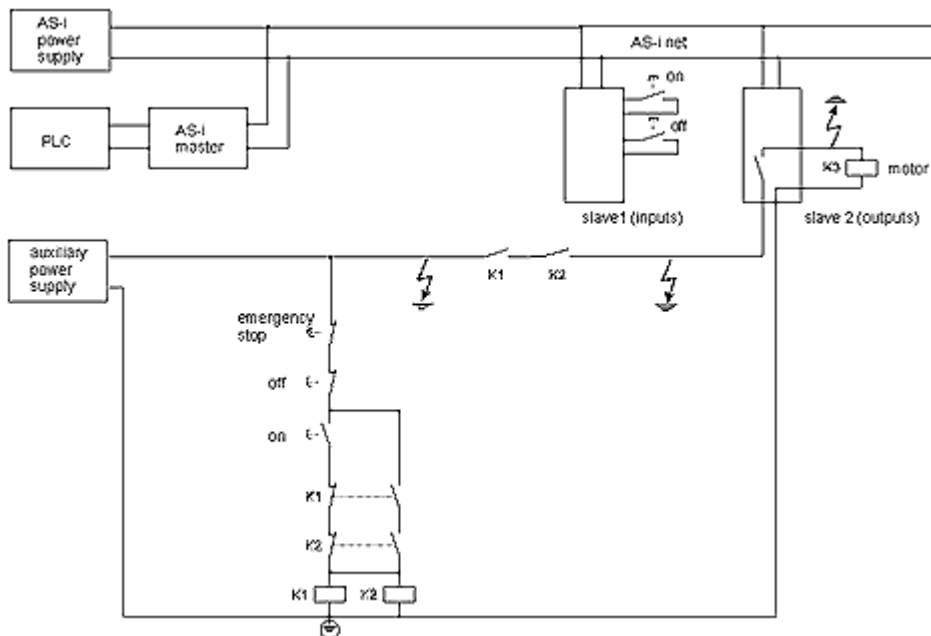 AS-i
power
supply
AS-i net
on
PLC
AS-i
master
off
K3
motor
slave1 (inputs)
slave 2 (outputs)
auxiliary
power
supply
K1
K2
emergency
stop
off
on
K1
K2
K1
K2